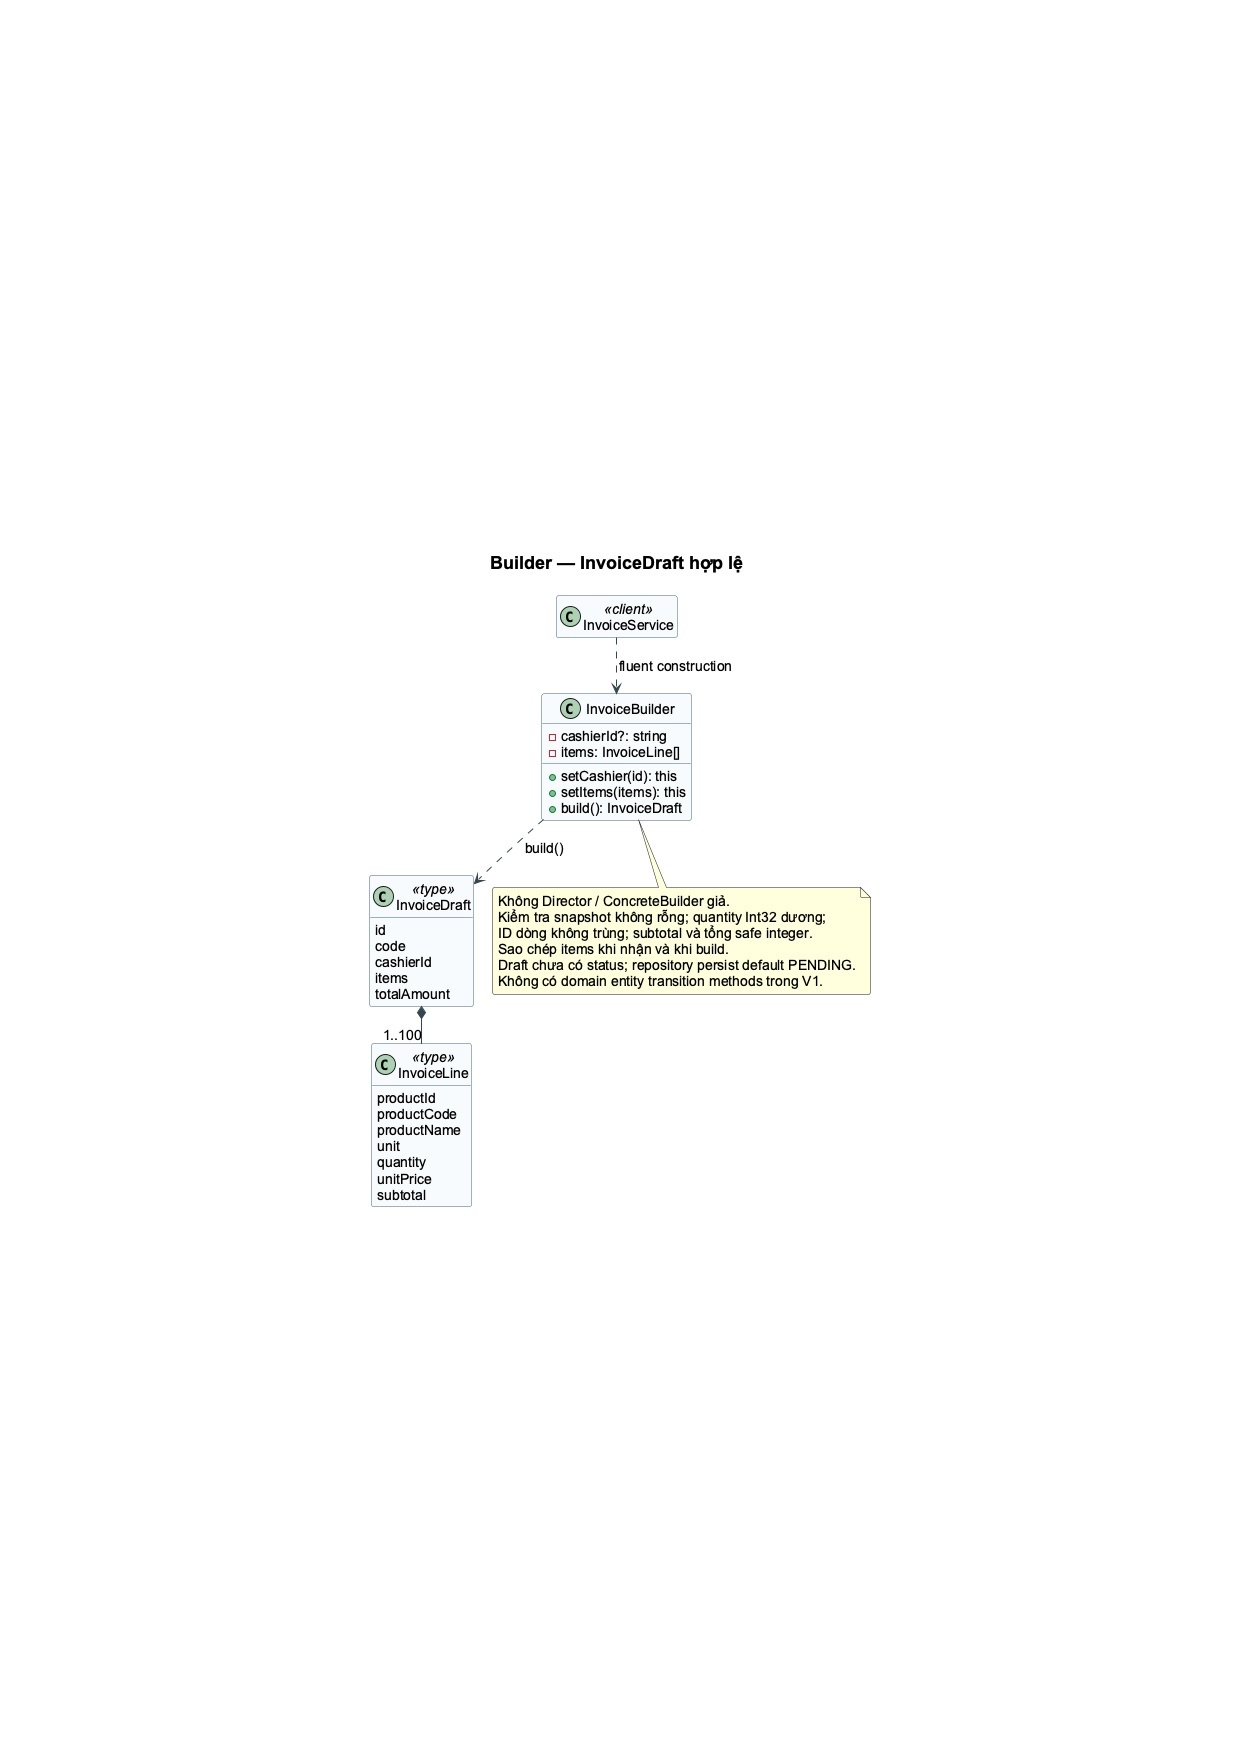 Builder — InvoiceDraft hợp lệ
«client»
InvoiceService
fluent construction
InvoiceBuilder
cashierId?: string
items: InvoiceLine[]
setCashier(id): this
setItems(items): this
build(): InvoiceDraft
build()
«type»
InvoiceDraft
id
code
cashierId
items
totalAmount
Không Director / ConcreteBuilder giả.
Kiểm tra snapshot không rỗng; quantity Int32 dương;
ID dòng không trùng; subtotal và tổng safe integer.
Sao chép items khi nhận và khi build.
Draft chưa có status; repository persist default PENDING.
Không có domain entity transition methods trong V1.
1..100
«type»
InvoiceLine
productId
productCode
productName
unit
quantity
unitPrice
subtotal